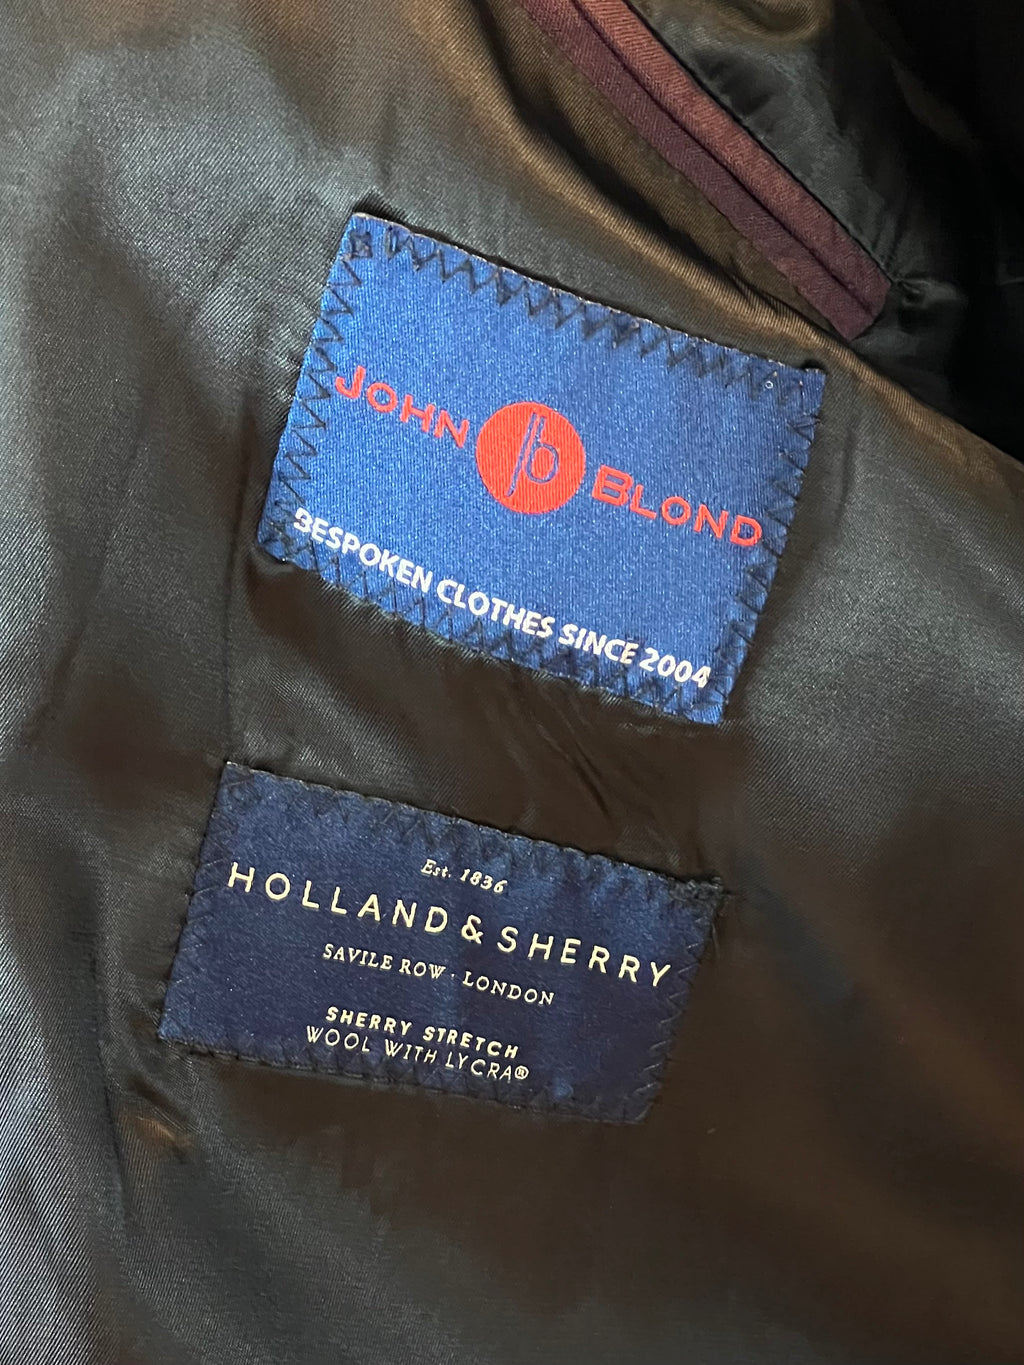 JOHN b BLOND
BESPOKEN CLOTHES SINCE 2004
Est. 1836
HOLLAND & SHERRY
SAVILE ROW · LONDON
SHERRY STRETCH
WOOL WITH LYCRA®